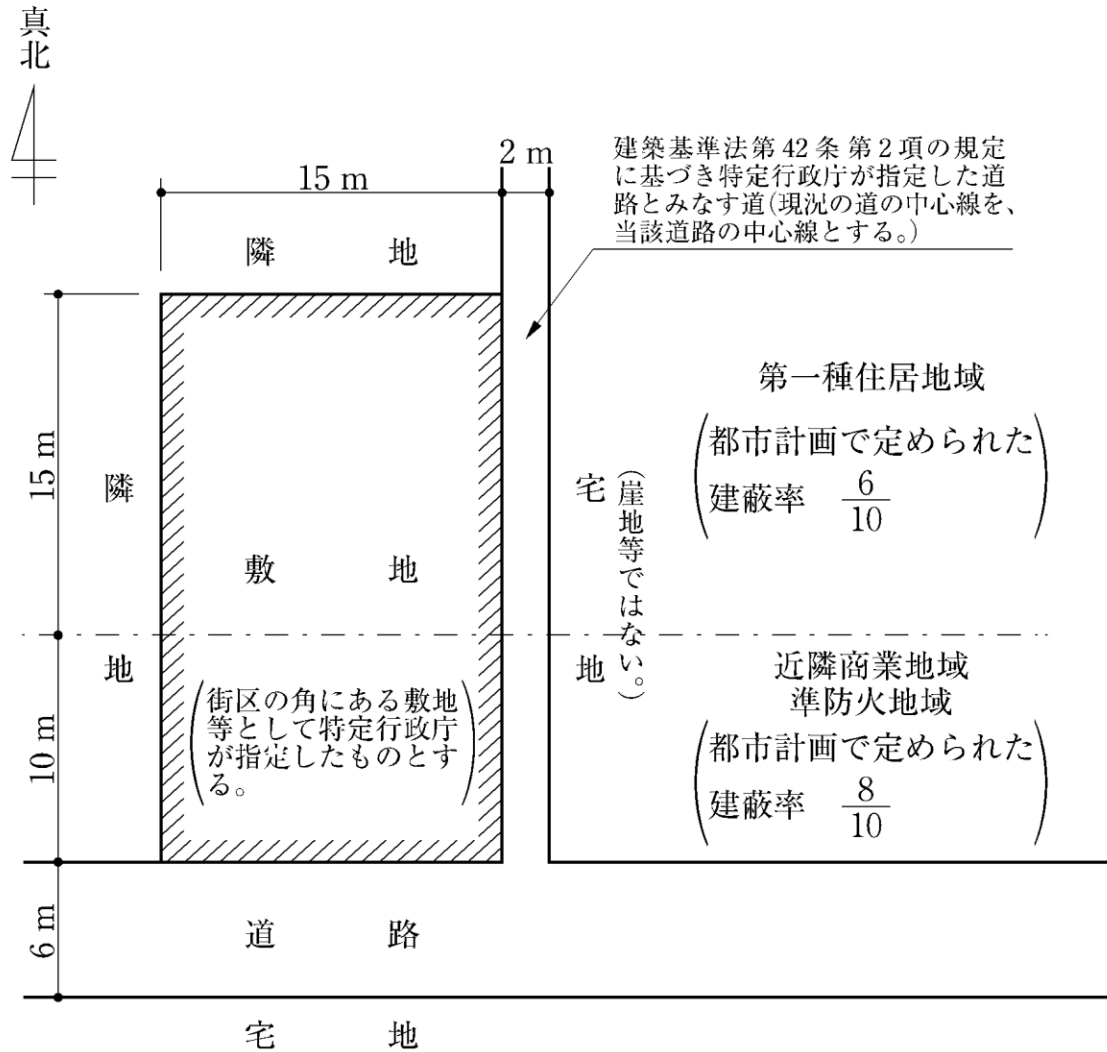 真北
15 m
2 m
建築基準法第42条第2項の規定
に基づき特定行政庁が指定した道
路とみなす道(現況の道の中心線を、
当該道路の中心線とする。)
隣地
15 m
隣地
敷地
宅地
(崖地等ではない。)
第一種住居地域
都市計画で定められた
建蔽率 6/10
10 m
街区の角にある敷地
等として特定行政庁
が指定したものとす
る。
近隣商業地域
準防火地域
都市計画で定められた
建蔽率 8/10
6 m
道路
宅地